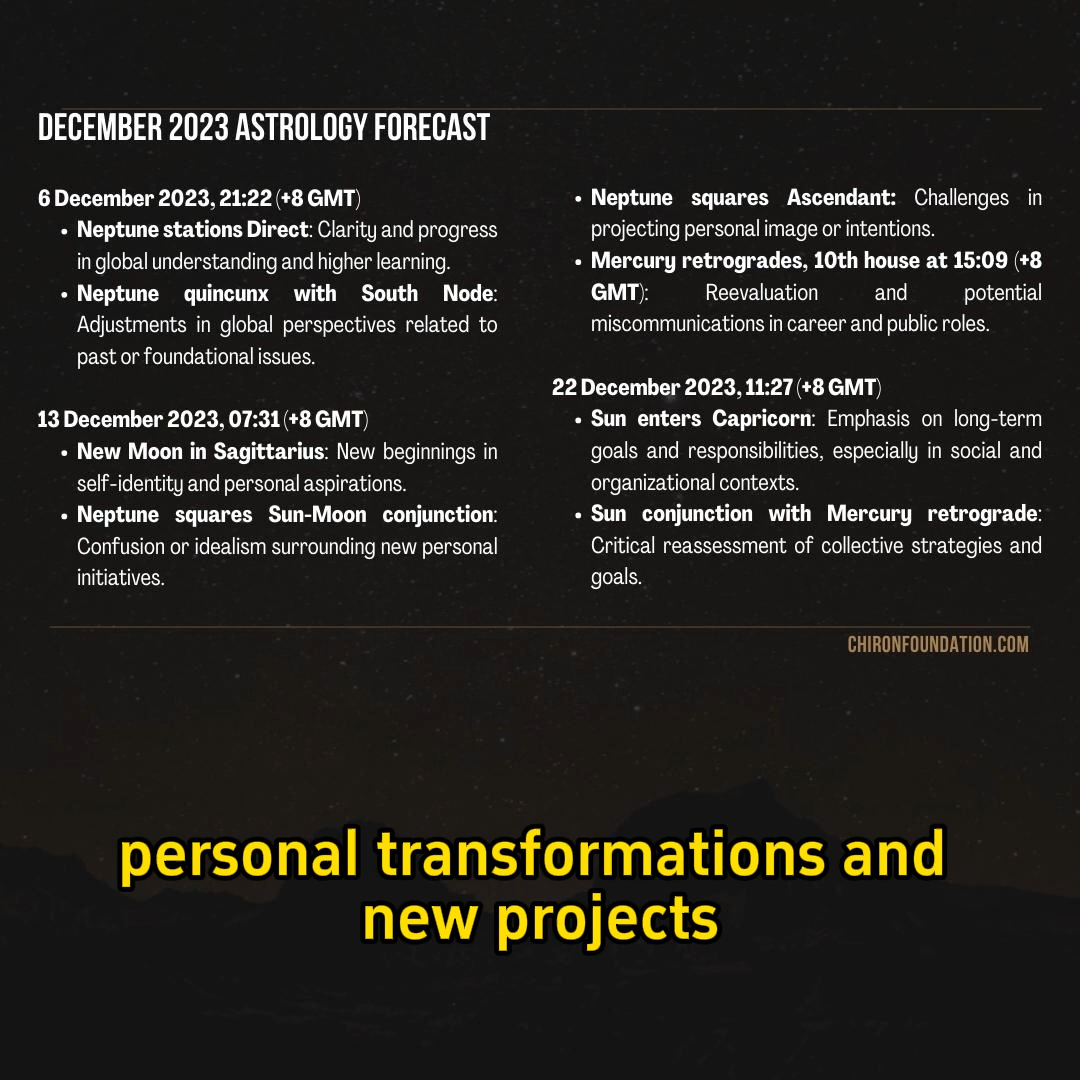 DECEMBER 2023 ASTROLOGY FORECAST
6 December 2023, 21:22 (+8 GMT)
• Neptune stations Direct: Clarity and progress
in global understanding and higher learning.
• Neptune quincunx with South Node:
Adjustments in global perspectives related to
past or foundational issues.
13 December 2023, 07:31 (+8 GMT)
• New Moon in Sagittarius: New beginnings in
self-identity and personal aspirations.
• Neptune squares Sun-Moon conjunction:
Confusion or idealism surrounding new personal
initiatives.
• Neptune squares Ascendant: Challenges in
projecting personal image or intentions.
• Mercury retrogrades, 10th house at 15:09 (+8
GMT): Reevaluation and potential
miscommunications in career and public roles.
22 December 2023, 11:27 (+8 GMT)
• Sun enters Capricorn: Emphasis on long-term
goals and responsibilities, especially in social and
organizational contexts.
• Sun conjunction with Mercury retrograde:
Critical reassessment of collective strategies and
goals.
CHIRONFOUNDATION.COM
personal transformations and
new projects